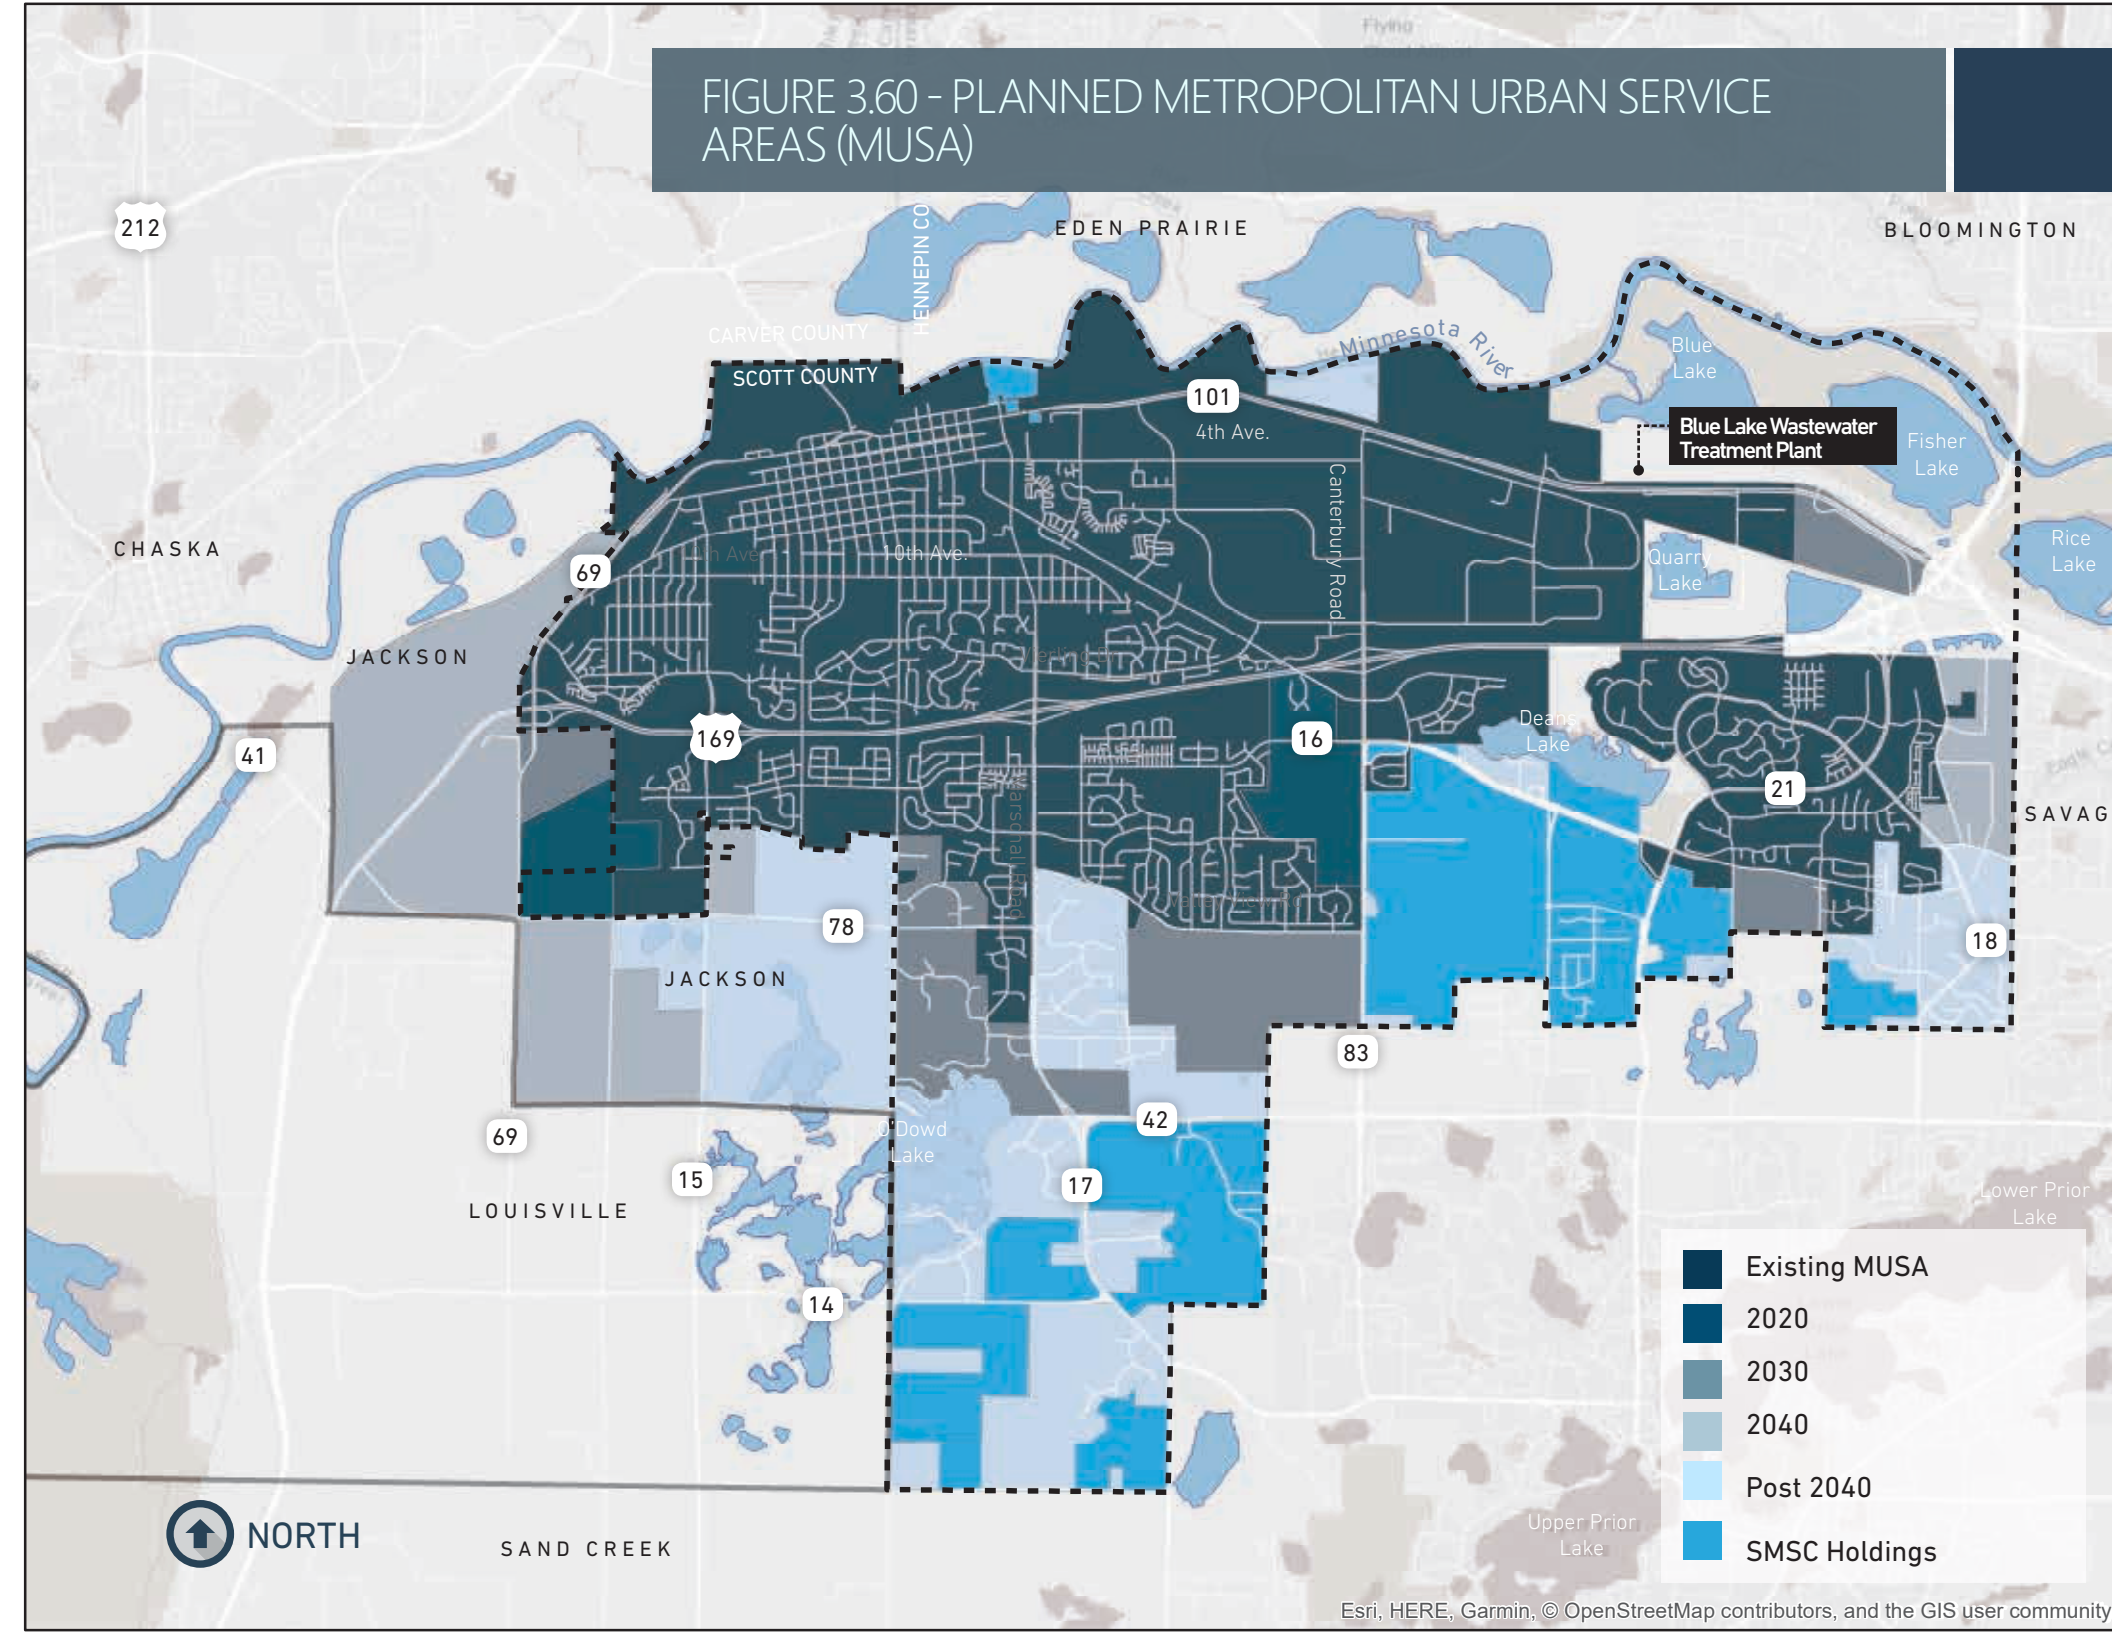 FIGURE 3.60 - PLANNED METROPOLITAN URBAN SERVICE
AREAS (MUSA)
Flying
212
EDEN PRAIRIE
BLOOMINGTON
HENNEPIN CO
CARVER COUNTY
SCOTT COUNTY
Minnesota River
Blue
Lake
101
4th Ave.
Blue Lake Wastewater
Treatment Plant
Fisher
Lake
Canterbury Road
CHASKA
69
10th Ave.
Quarry
Lake
Rice
Lake
JACKSON
41
169
16
Deans
Lake
21
SAVAG
Marschall Road
78
18
JACKSON
83
42
69
O'Dowd
Lake
15
17
LOUISVILLE
Lower Prior
Lake
14
Existing MUSA
2020
2030
2040
Post 2040
SMSC Holdings
Upper Prior
Lake
NORTH
SAND CREEK
Esri, HERE, Garmin, © OpenStreetMap contributors, and the GIS user community